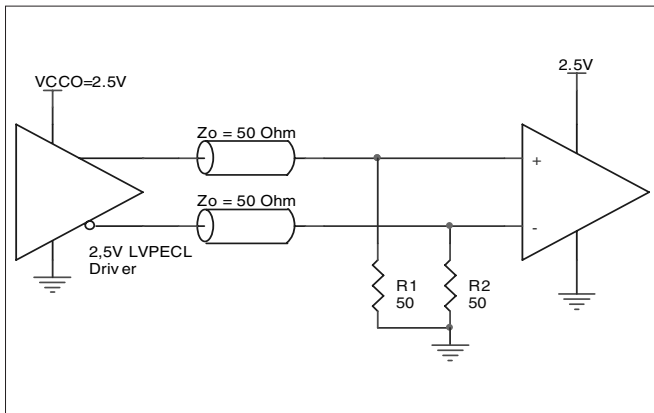 VCCO=2.5V
2.5V
Zo = 50 Ohm
+
Zo = 50 Ohm
-
2,5V LVPECL
Driver
R1
50
R2
50